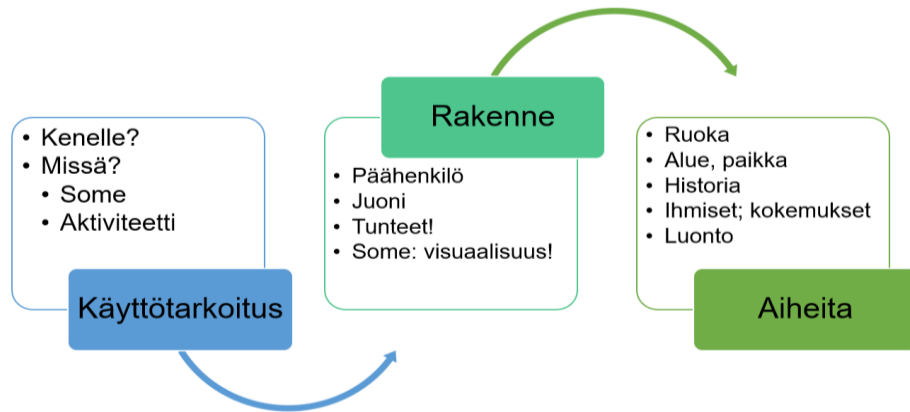 • Kenelle?
• Missä?
• Some
• Aktiviteetti
Käyttötarkoitus
Rakenne
• Päähenkilö
• Juoni
• Tunteet!
• Some: visuaalisuus!
• Ruoka
• Alue, paikka
• Historia
• Ihmiset; kokemukset
• Luonto
Aiheita